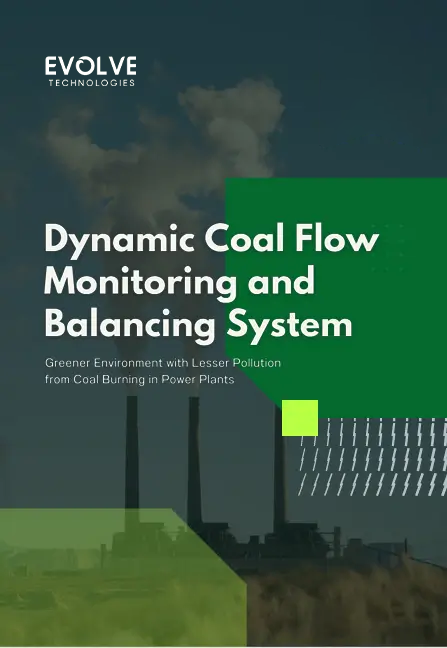 EVOLVE
TECHNOLOGIES
Dynamic Coal Flow
Monitoring and
Balancing System
Greener Environment with Lesser Pollution
from Coal Burning in Power Plants